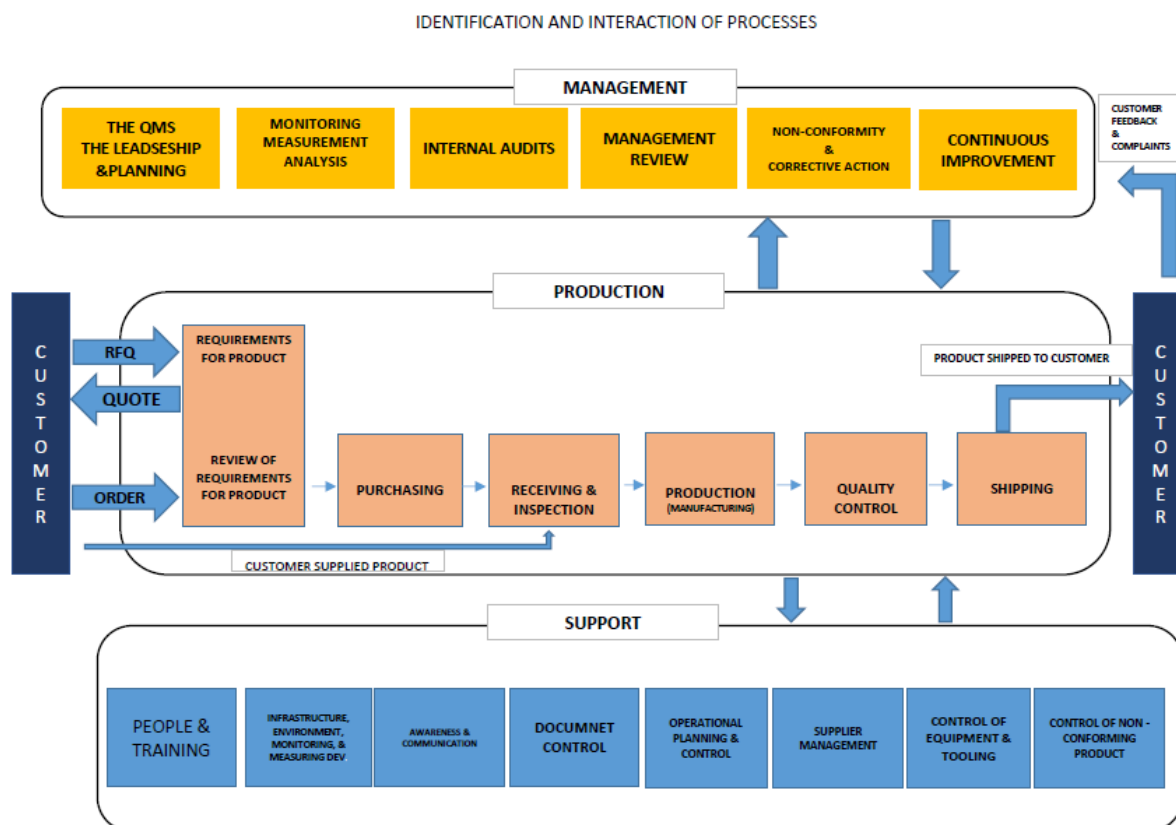 IDENTIFICATION AND INTERACTION OF PROCESSES
MANAGEMENT
THE QMS
THE LEADSESHIP
&PLANNING
MONITORING
MEASUREMENT
ANALYSIS
INTERNAL AUDITS
MANAGEMENT
REVIEW
NON-CONFORMITY
&
CORRECTIVE ACTION
CONTINUOUS
IMPROVEMENT
CUSTOMER
FEEDBACK
&
COMPLAINTS
PRODUCTION
CUSTOMER
RFQ
QUOTE
ORDER
REQUIREMENTS
FOR PRODUCT
REVIEW OF
REQUIREMENTS
FOR PRODUCT
PURCHASING
RECEIVING &
INSPECTION
PRODUCTION
(MANUFACTURING)
QUALITY
CONTROL
SHIPPING
PRODUCT SHIPPED TO CUSTOMER
CUSTOMER
CUSTOMER SUPPLIED PRODUCT
SUPPORT
PEOPLE &
TRAINING
INFRASTRUCTURE,
ENVIRONMENT,
MONITORING, &
MEASURING DEV.
AWARENESS &
COMMUNICATION
DOCUMNET
CONTROL
OPERATIONAL
PLANNING &
CONTROL
SUPPLIER
MANAGEMENT
CONTROL OF
EQUIPMENT &
TOOLING
CONTROL OF NON -
CONFORMING
PRODUCT